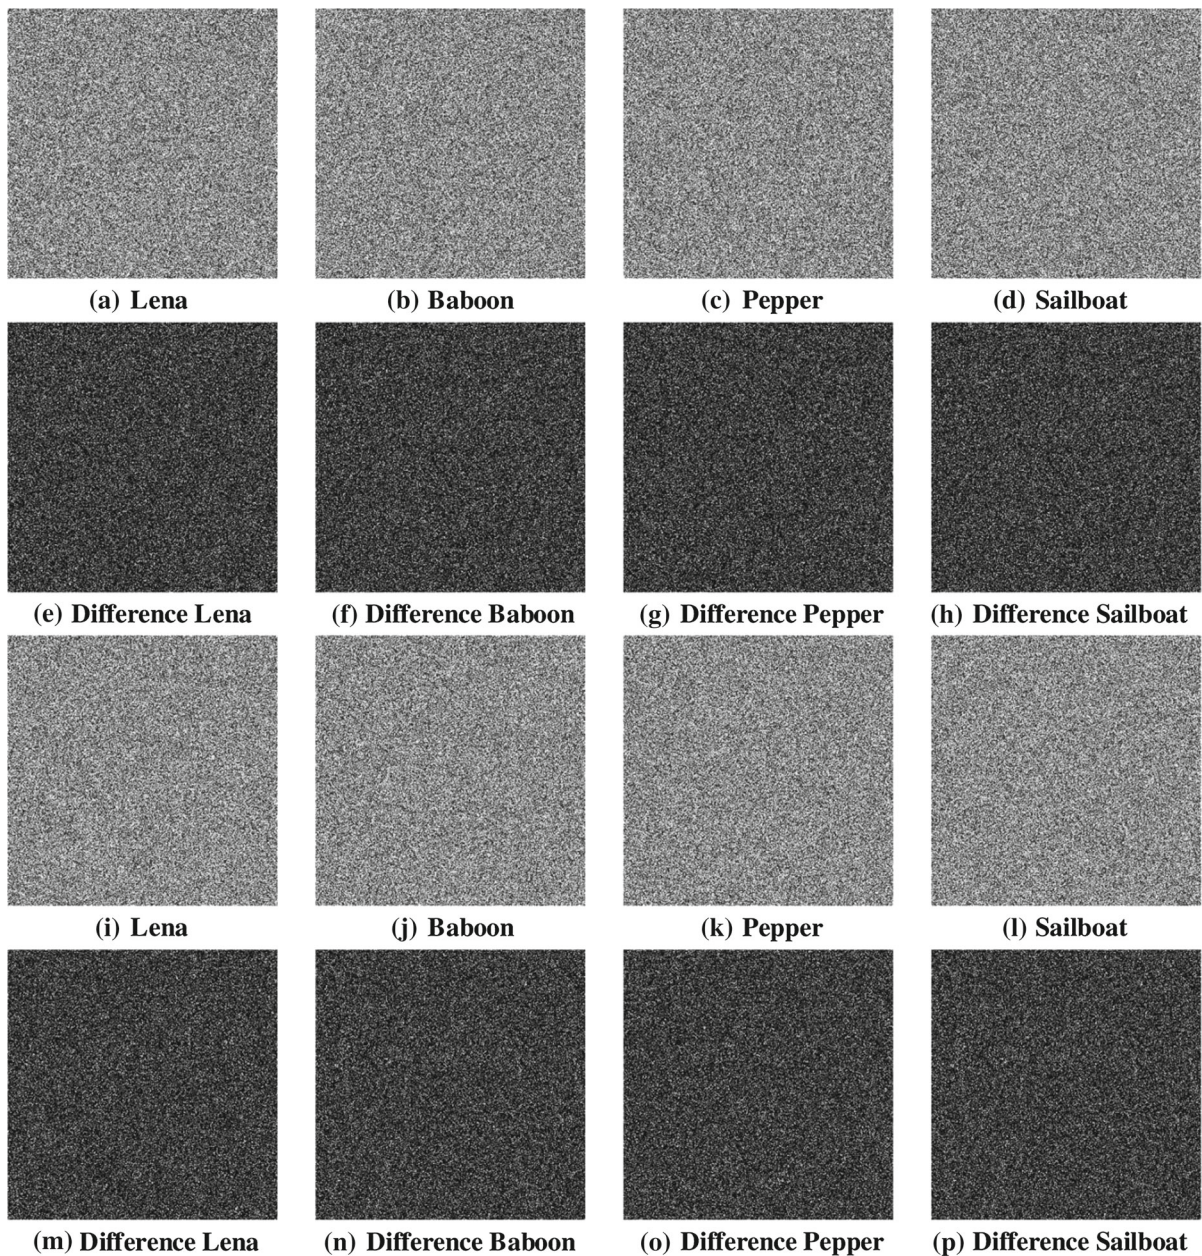 (a) Lena
(b) Baboon
(c) Pepper
(d) Sailboat
(e) Difference Lena
(f) Difference Baboon
(g) Difference Pepper
(h) Difference Sailboat
(i) Lena
(j) Baboon
(k) Pepper
(l) Sailboat
(m) Difference Lena
(n) Difference Baboon
(o) Difference Pepper
(p) Difference Sailboat